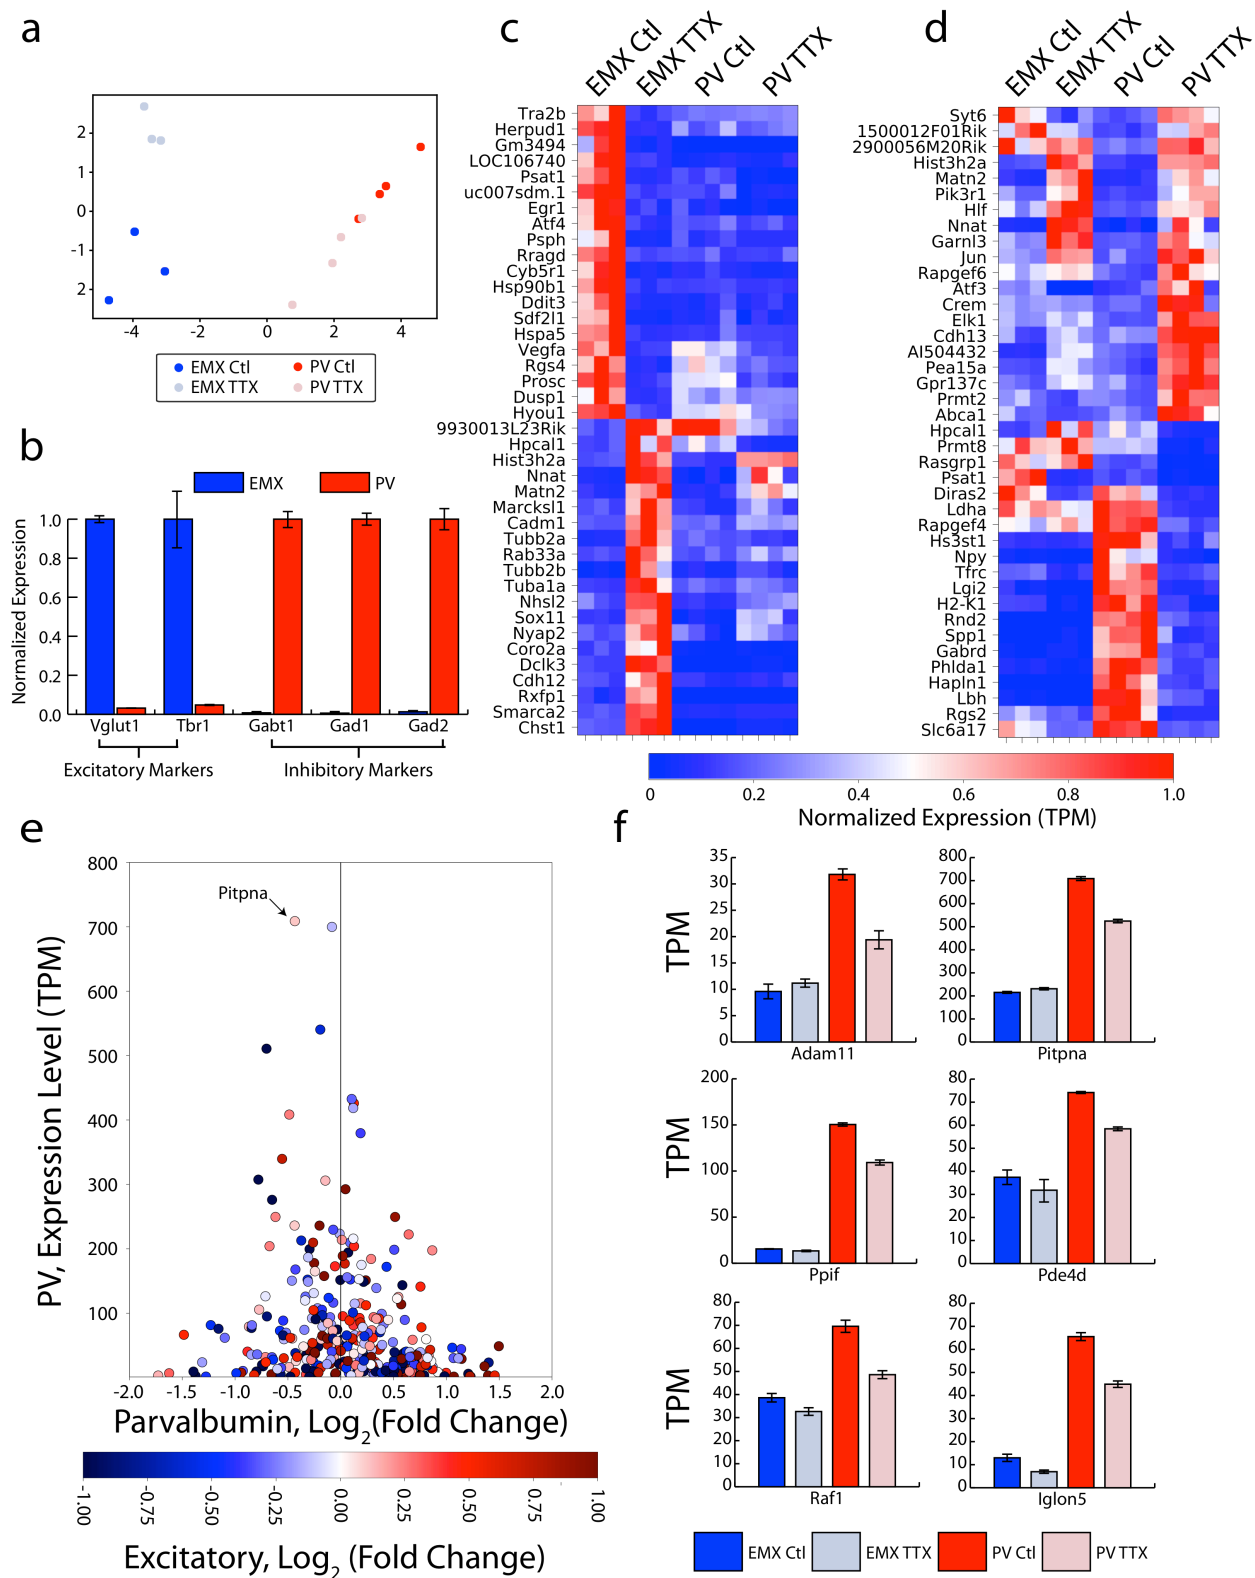 a
2
1
0
-1
2
-4
-2
0
2
4
EMX Ctl
PV Ctl
EMX TTX
PV TTX
b
EMX
PV
Normalized Expression
1.0
0.8
0.6
0.4
0.2
0.0
Vglut1
Tbr1
Gabt1
Gad1
Gad2
Excitatory Markers
Inhibitory Markers
c
EMX Ctl
EMX TTX
PV Ctl
PV TTX
Tra2b
Herpud1
Gm3494
LOC106740
Psat1
uc007sdm.1
Egr1
Atf4
Psph
Rragd
Cyb5r1
Hsp90b1
Ddit3
Sdf2l1
Hspa5
Vegfa
Rgs4
Prosc
Dusp1
Hyou1
9930013L23Rik
Hpcal1
Hist3h2a
Nnat
Matn2
Marcksl1
Cadm1
Tubb2a
Rab33a
Tubb2b
Tuba1a
Nhsl2
Sox11
Nyap2
Coro2a
Dclk3
Cdh12
Rxfp1
Smarca2
Chst1
d
EMX Ctl
EMX TTX
PV Ctl
PV TTX
Syt6
1500012F01Rik
2900056M20Rik
Hist3h2a
Matn2
Pik3r1
Hlf
Nnat
Garnl3
Jun
Rapgef6
Atf3
Crem
Elk1
Cdh13
AI504432
Pea15a
Gpr137c
Prmt2
Abca1
Hpcal1
Prmt8
Rasgrp1
Psat1
Diras2
Ldha
Rapgef4
Hs3st1
Npy
Tfrc
Lgi2
H2-K1
Rnd2
Spp1
Gabrd
Phlda1
Hapln1
Lbh
Rgs2
Slc6a17
0
0.2
0.4
0.6
0.8
1.0
Normalized Expression (TPM)
e
PV, Expression Level (TPM)
800
700
600
500
400
300
200
100
Pitpna
-2.0
-1.5
-1.0
-0.5
0.0
0.5
1.0
1.5
2.0
Parvalbumin, Log2(Fold Change)
-1.00
-0.75
-0.50
-0.25
0.00
0.25
0.50
0.75
1.00
Excitatory, Log2 (Fold Change)
f
TPM
35
30
25
20
15
10
5
0
Adam11
800
700
600
500
400
300
200
100
0
Pitpna
TPM
200
150
100
50
0
Ppif
80
70
60
50
40
30
20
10
0
Pde4d
TPM
80
70
60
50
40
30
20
10
0
Raf1
80
70
60
50
40
30
20
10
0
Iglon5
EMX Ctl
EMX TTX
PV Ctl
PV TTX